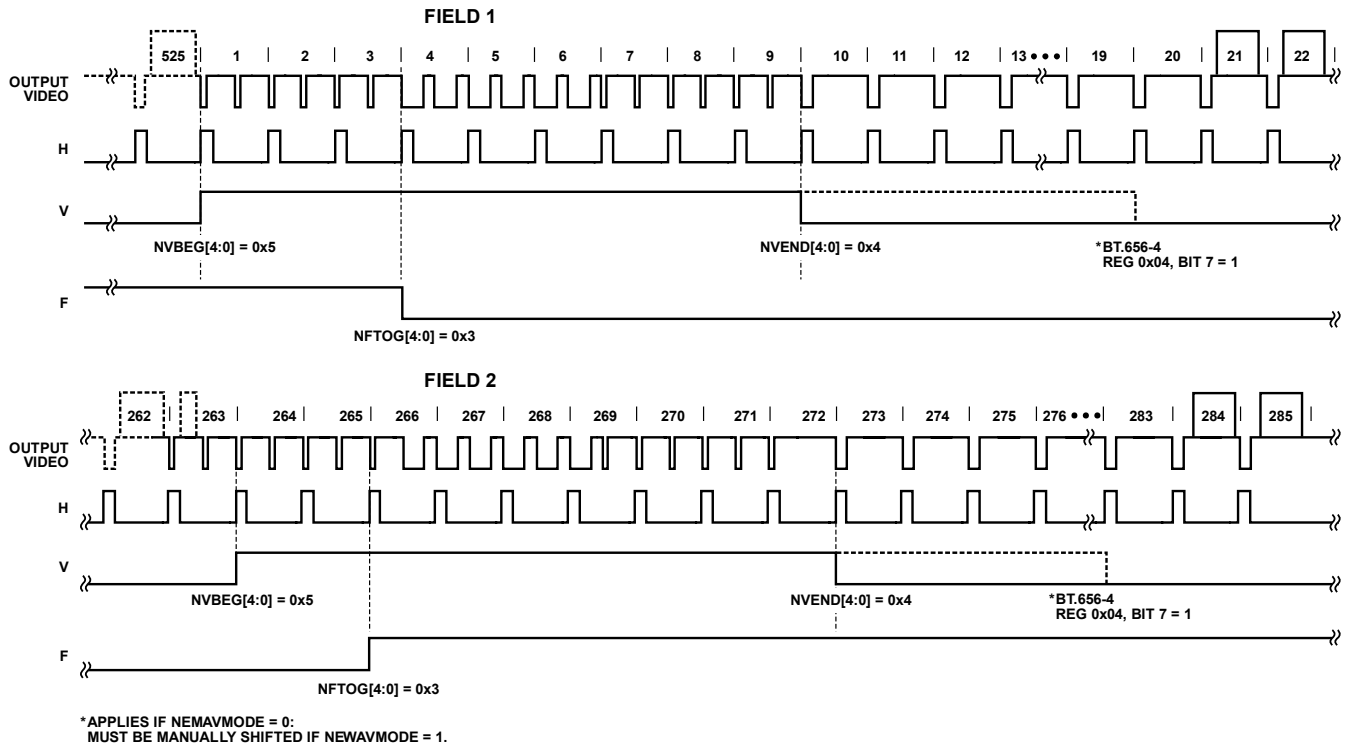 FIELD 1
525 1 2 3 4 5 6 7 8 9 10 11 12 13 ••• 19 20 21 22
OUTPUT
VIDEO
H
V
NVBEG[4:0] = 0x5
NVEND[4:0] = 0x4
*BT.656-4
REG 0x04, BIT 7 = 1
F
NFTOG[4:0] = 0x3
FIELD 2
262 263 264 265 266 267 268 269 270 271 272 273 274 275 276 ••• 283 284 285
OUTPUT
VIDEO
H
V
NVBEG[4:0] = 0x5
NVEND[4:0] = 0x4
*BT.656-4
REG 0x04, BIT 7 = 1
F
NFTOG[4:0] = 0x3
*APPLIES IF NEMAVMODE = 0:
MUST BE MANUALLY SHIFTED IF NEWAVMODE = 1.